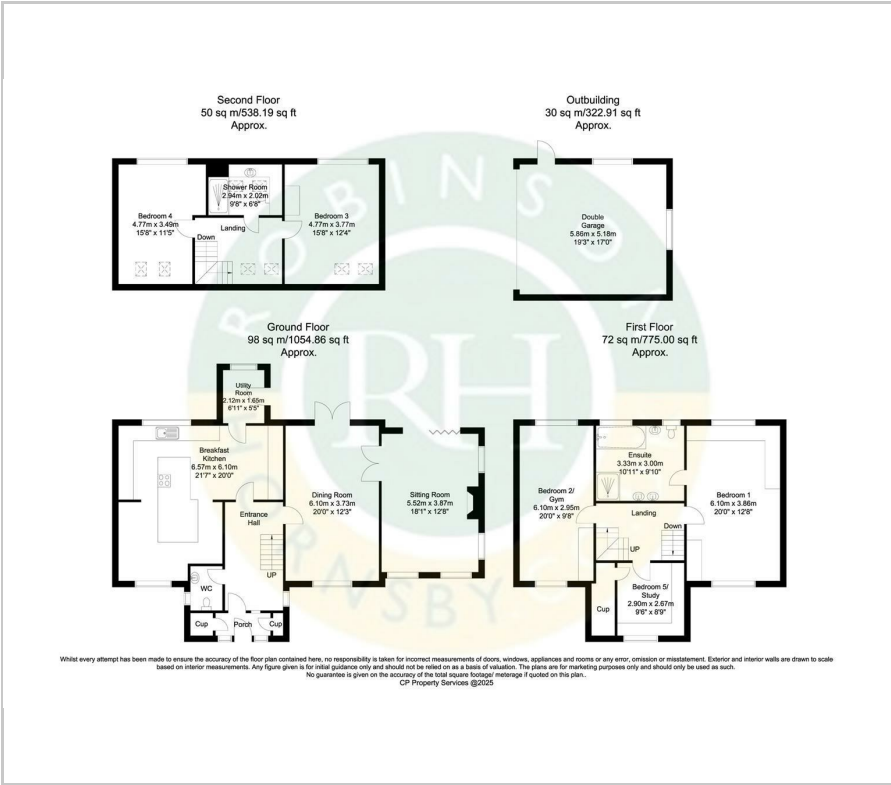 Second Floor
50 sq m/538.19 sq ft
Approx.
Outbuilding
30 sq m/322.91 sq ft
Approx.
Shower Room
2.94m x 2.02m
9'8" x 6'8"
Bedroom 4
4.77m x 3.49m
15'8" x 11'5"
Down
Landing
Bedroom 3
4.77m x 3.77m
15'8" x 12'4"
Double
Garage
5.86m x 5.18m
19'3" x 17'0"
ROBINSON
RH
HORNSBY
Ground Floor
98 sq m/1054.86 sq ft
Approx.
First Floor
72 sq m/775.00 sq ft
Approx.
Utility
Room
2.12m x 1.65m
6'11" x 5'5"
Breakfast
Kitchen
6.57m x 6.10m
21'7" x 20'0"
Entrance
Hall
Dining Room
6.10m x 3.73m
20'0" x 12'3"
Sitting Room
5.52m x 3.87m
18'1" x 12'8"
UP
WC
Cup
Porch
Cup
Ensuite
3.33m x 3.00m
10'11" x 9'10"
Bedroom 2/
Gym
6.10m x 2.95m
20'0" x 9'8"
Bedroom 1
6.10m x 3.86m
20'0" x 12'8"
Landing
Down
UP
Bedroom 5/
Study
2.90m x 2.67m
9'6" x 8'9"
Cup
Whilst every attempt has been made to ensure the accuracy of the floor plan contained here, no responsibility is taken for incorrect measurements of doors, windows, appliances and rooms or any error, omission or misstatement. Exterior and interior walls are drawn to scale
based on interior measurements. Any figure given is for initial guidance only and should not be relied on as a basis of valuation. The plans are for marketing purposes only and should only be used as such.
No guarantee is given on the accuracy of the total square footage/ meterage if quoted on this plan..
CP Property Services @2025